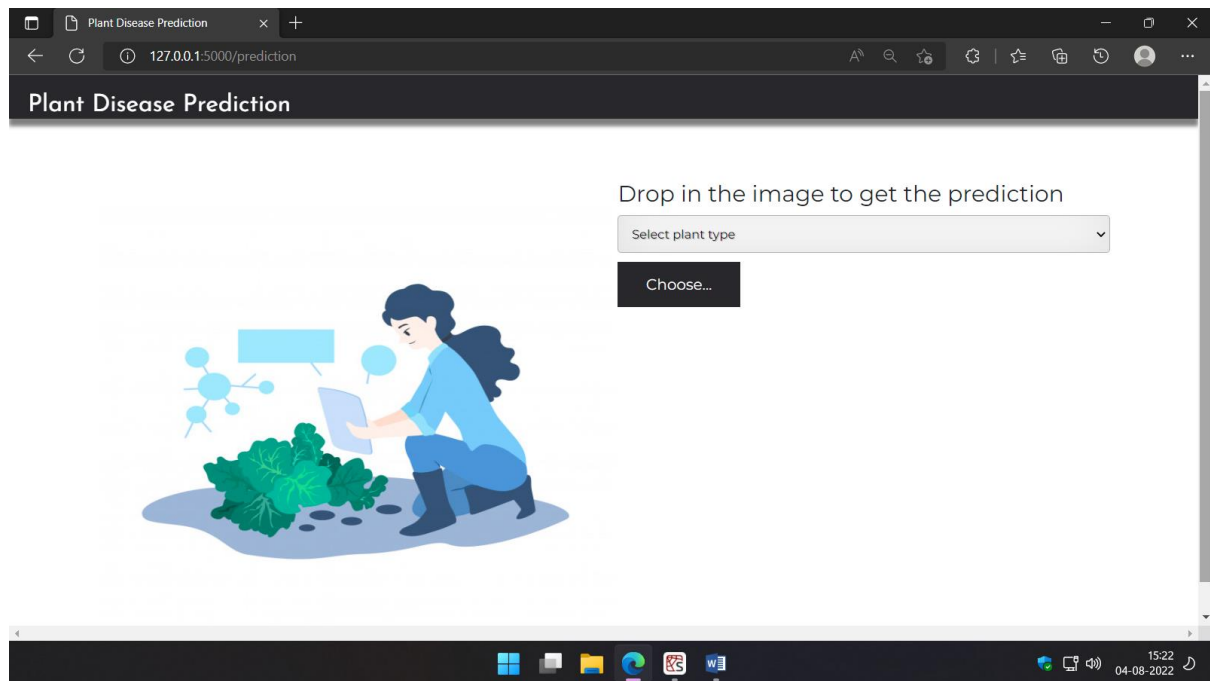 Plant Disease Prediction
127.0.0.1:5000/prediction
Plant Disease Prediction
Drop in the image to get the prediction
Select plant type
Choose...
15:22
04-08-2022